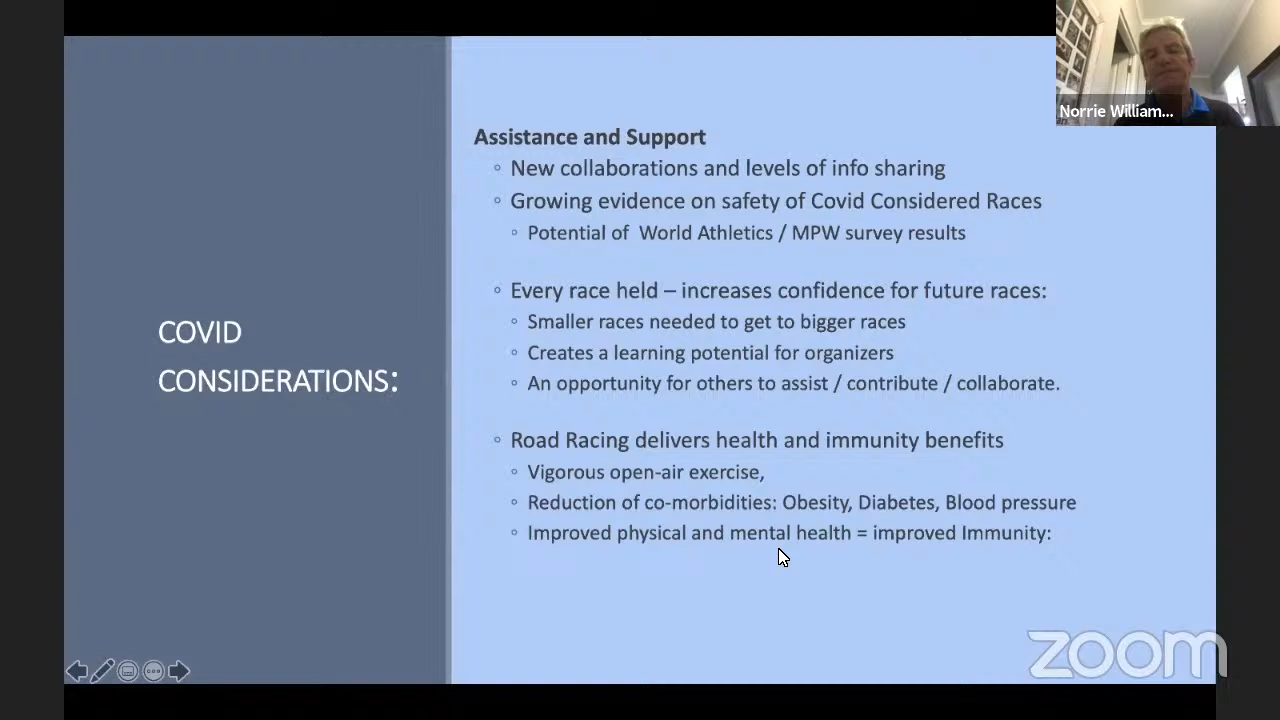 COVID
CONSIDERATIONS:
Assistance and Support
New collaborations and levels of info sharing
Growing evidence on safety of Covid Considered Races
Potential of World Athletics / MPW survey results
Every race held – increases confidence for future races:
Smaller races needed to get to bigger races
Creates a learning potential for organizers
An opportunity for others to assist / contribute / collaborate.
Road Racing delivers health and immunity benefits
Vigorous open-air exercise,
Reduction of co-morbidities: Obesity, Diabetes, Blood pressure
Improved physical and mental health = improved Immunity:
Norrie William...
zoom